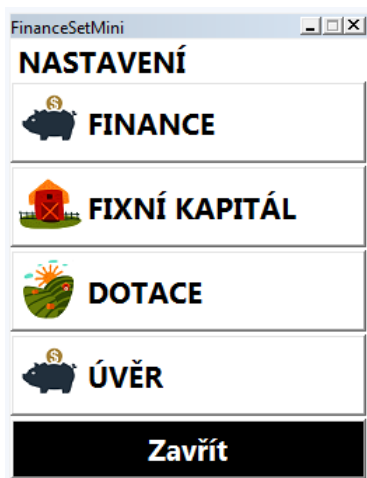 FinanceSetMini
NASTAVENÍ
FINANCE
FIXNÍ KAPITÁL
DOTACE
ÚVĚR
Zavřít